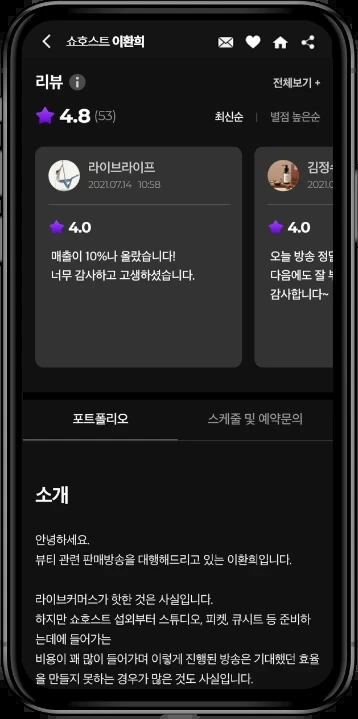 쇼호스트 이환희
리뷰 i 전체보기 +
4.8 (53) 최신순 | 별점 높은순
라이브라이프
2021.07.14 10:58
4.0
매출이 10%나 올랐습니다!
너무 감사하고 고생하셨습니다.
김정
2021.0
4.0
오늘 방송 정말
다음에도 잘 부
감사합니다~
포트폴리오 스케줄 및 예약문의
소개
안녕하세요.
뷰티 관련 판매방송을 대행해드리고 있는 이환희입니다.
라이브커머스가 핫한 것은 사실입니다.
하지만 쇼호스트 섭외부터 스튜디오, 피켓, 큐시트 등 준비하
는데에 들어가는
비용이 꽤 많이 들어가며 이렇게 진행된 방송은 기대했던 효율
을 만들지 못하는 경우가 많은 것도 사실입니다.